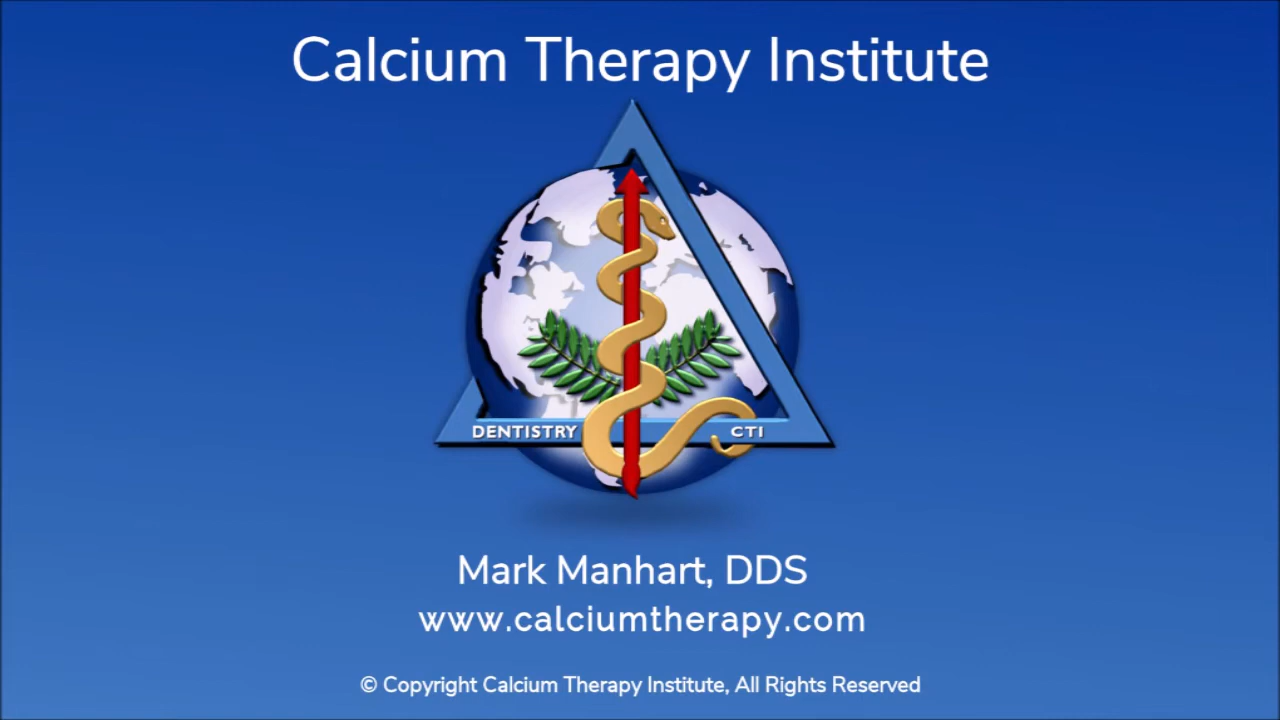 Calcium Therapy Institute
DENTISTRY CTI
Mark Manhart, DDS
www.calciumtherapy.com
© Copyright Calcium Therapy Institute, All Rights Reserved